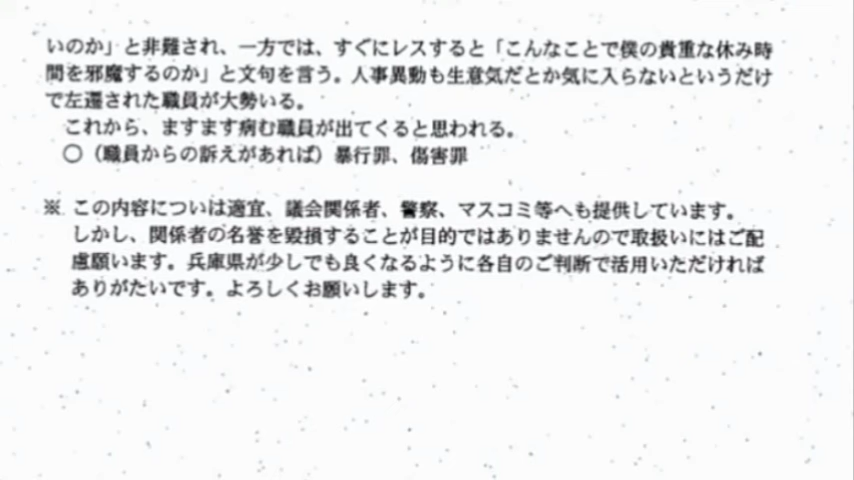 いのか」と非難され、一方では、すぐにレスすると「こんなことで僕の貴重な休み時
間を邪魔するのか」と文句を言う。人事異動も生意気だとか気に入らないというだけ
で左遷された職員が大勢いる。
これから、ますます病む職員が出てくると思われる。
〇（職員からの訴えがあれば）暴行罪、傷害罪
※ この内容についは適宜、議会関係者、警察、マスコミ等へも提供しています。
しかし、関係者の名誉を毀損することが目的ではありませんので取扱いにはご配
慮願います。兵庫県が少しでも良くなるように各自のご判断で活用いただければ
ありがたいです。よろしくお願いします。